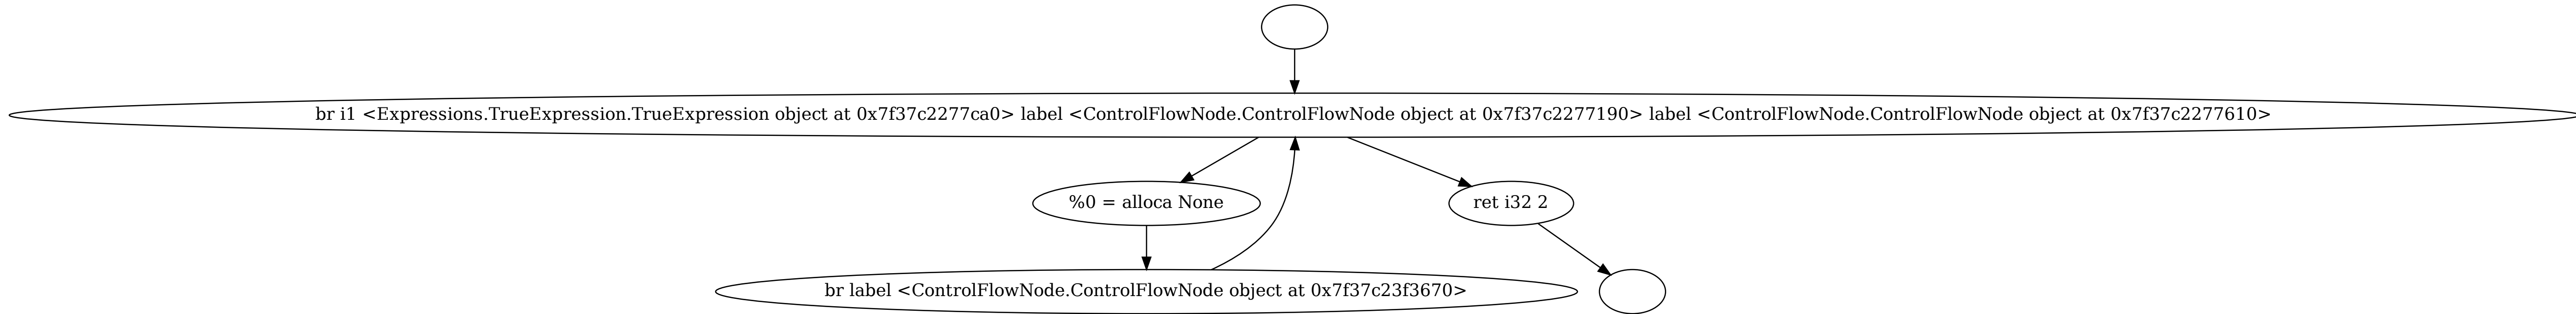 br i1 <Expressions.TrueExpression.TrueExpression object at 0x7f37c2277ca0> label <ControlFlowNode.ControlFlowNode object at 0x7f37c2277190> label <ControlFlowNode.ControlFlowNode object at 0x7f37c2277610>
%0 = alloca None
ret i32 2
br label <ControlFlowNode.ControlFlowNode object at 0x7f37c23f3670>